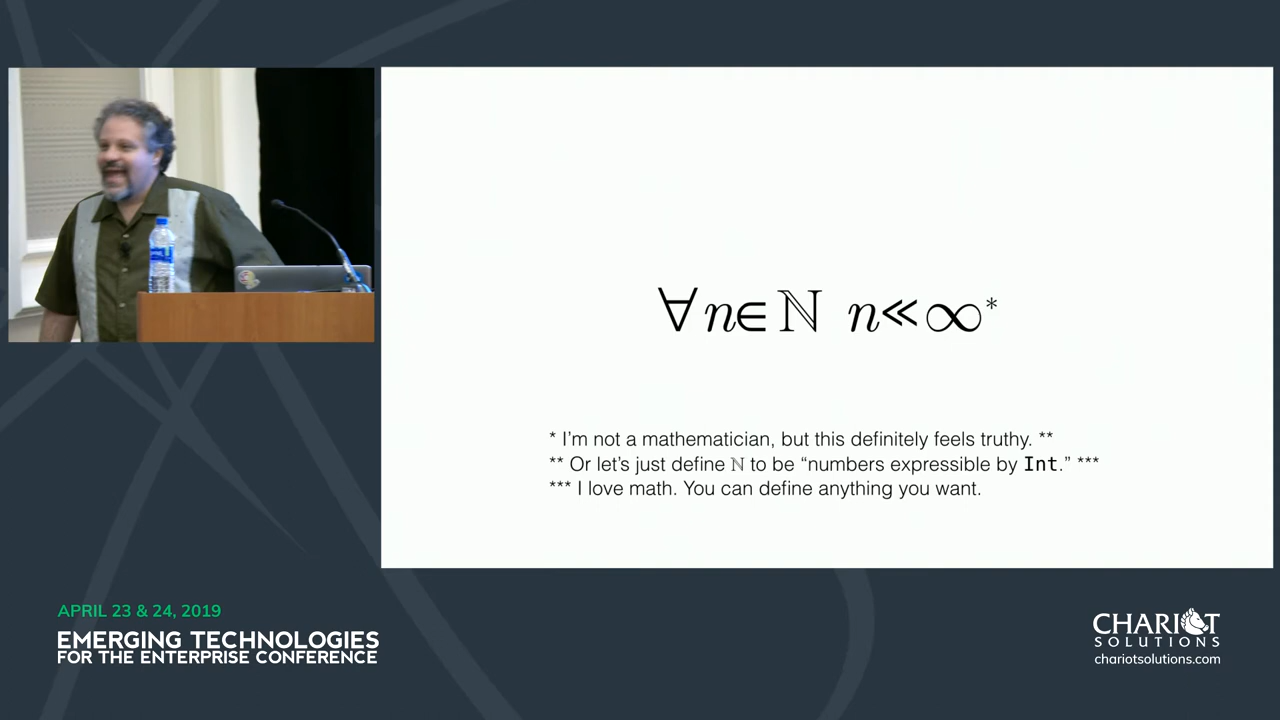 ∀n∈ℕ n≪∞*
* I’m not a mathematician, but this definitely feels truthy. **
** Or let’s just define ℕ to be “numbers expressible by Int.” ***
*** I love math. You can define anything you want.
APRIL 23 & 24, 2019
EMERGING TECHNOLOGIES
FOR THE ENTERPRISE CONFERENCE
CHARIOT
SOLUTIONS
chariotsolutions.com